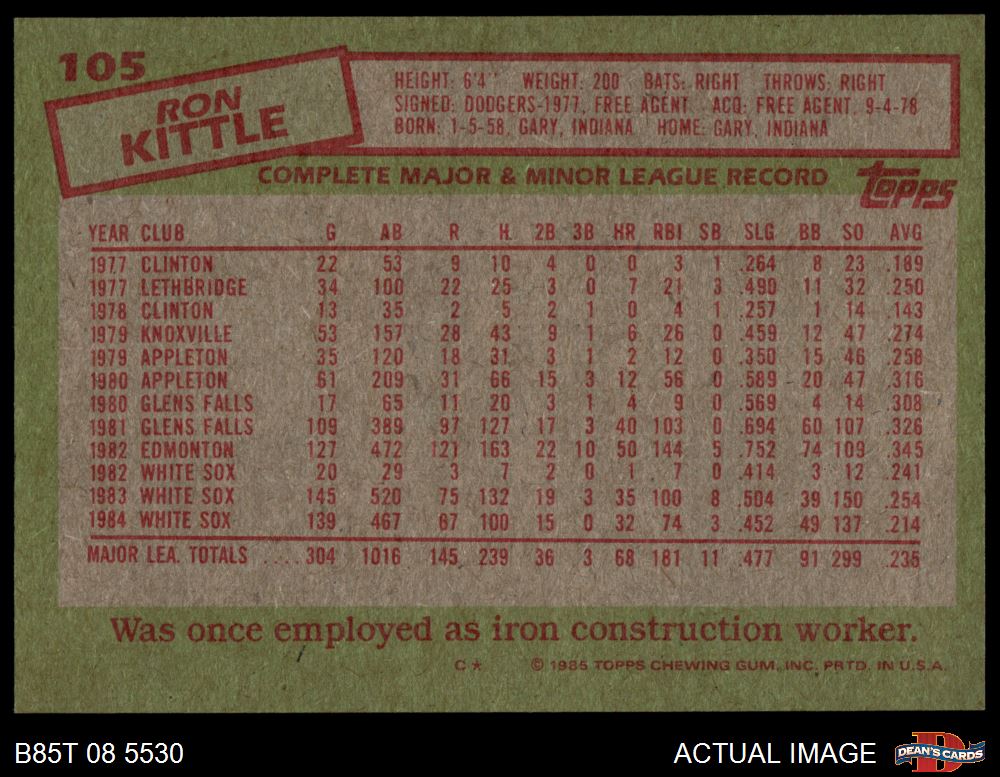 105
RON
KITTLE
HEIGHT: 6'4" WEIGHT: 200 BATS: RIGHT THROWS: RIGHT
SIGNED: DODGERS-1977, FREE AGENT ACQ: FREE AGENT, 9-4-78
BORN: 1-5-58, GARY, INDIANA HOME: GARY, INDIANA
COMPLETE MAJOR & MINOR LEAGUE RECORD
topps
YEAR CLUB G AB R H. 2B 3B HR RBI SB SLG BB SO AVG
1977 CLINTON 22 53 9 10 4 0 0 3 1 .264 8 23 .189
1977 LETHBRIDGE 34 100 22 25 3 0 7 21 3 .490 11 32 .250
1978 CLINTON 13 35 2 5 2 1 0 4 1 .257 1 14 .143
1979 KNOXVILLE 53 157 28 43 9 1 6 26 0 .459 12 47 .274
1979 APPLETON 35 120 18 31 3 1 2 12 0 .350 15 46 .258
1980 APPLETON 61 209 31 66 15 3 12 56 0 .589 20 47 .316
1980 GLENS FALLS 17 65 11 20 3 1 4 9 0 .569 4 14 .308
1981 GLENS FALLS 109 389 97 127 17 3 40 103 0 .694 60 107 .326
1982 EDMONTON 127 472 121 163 22 10 50 144 5 .752 74 109 .345
1982 WHITE SOX 20 29 3 7 2 0 1 7 0 .414 3 12 .241
1983 WHITE SOX 145 520 75 132 19 3 35 100 8 .504 39 150 .254
1984 WHITE SOX 139 467 67 100 15 0 32 74 3 .452 49 137 .214
MAJOR LEA. TOTALS .... 304 1016 145 239 36 3 68 181 11 .477 91 299 .235
Was once employed as iron construction worker.
C* © 1985 TOPPS CHEWING GUM, INC. PRTD. IN U.S.A.
B85T 08 5530 ACTUAL IMAGE DEAN'S CARDS